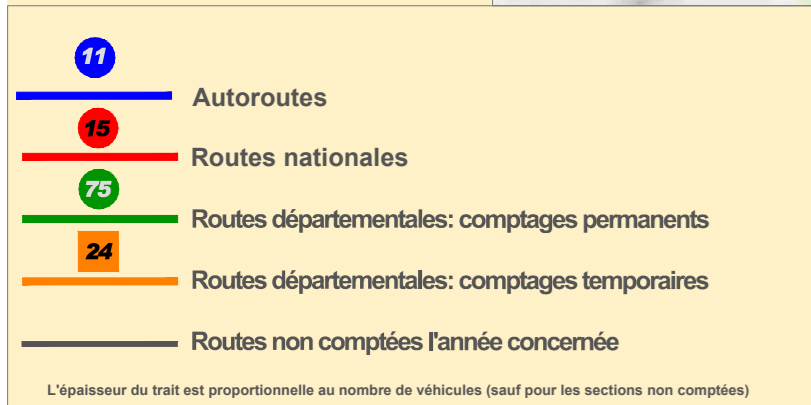 11
Autoroutes
15
Routes nationales
75
Routes départementales: comptages permanents
24
Routes départementales: comptages temporaires
Routes non comptées l'année concernée
L'épaisseur du trait est proportionnelle au nombre de véhicules (sauf pour les sections non comptées)